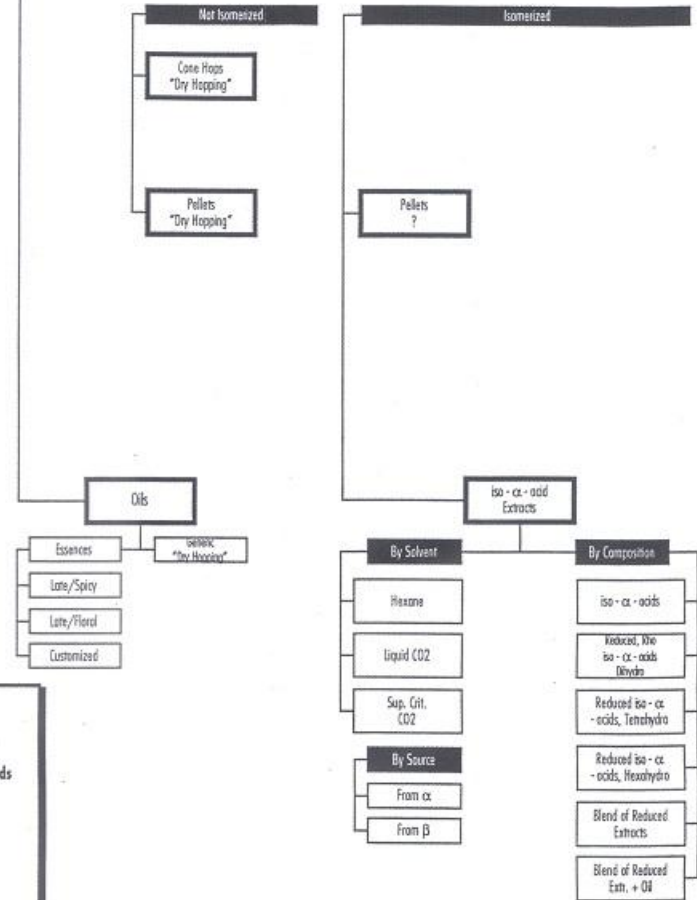 Not Isomerized
Isomerized
Cone Hops
"Dry Hopping"
Pellets
"Dry Hopping"
Pellets
?
Oils
iso - α - acid
Extracts
Essences
Generic
"Dry Hopping"
Late/Spicy
Late/Floral
Customized
By Solvent
By Composition
Hexane
iso - α - acids
Liquid CO2
Reduced, Rho
iso - α - acids
Dihydro
Sup. Crit.
CO2
Reduced iso - α
- acids, Tetrahydro
By Source
Reduced iso - α
- acids, Hexahydro
From α
From β
Blend of Reduced
Extracts
Blend of Reduced
Extr. + Oil
ds